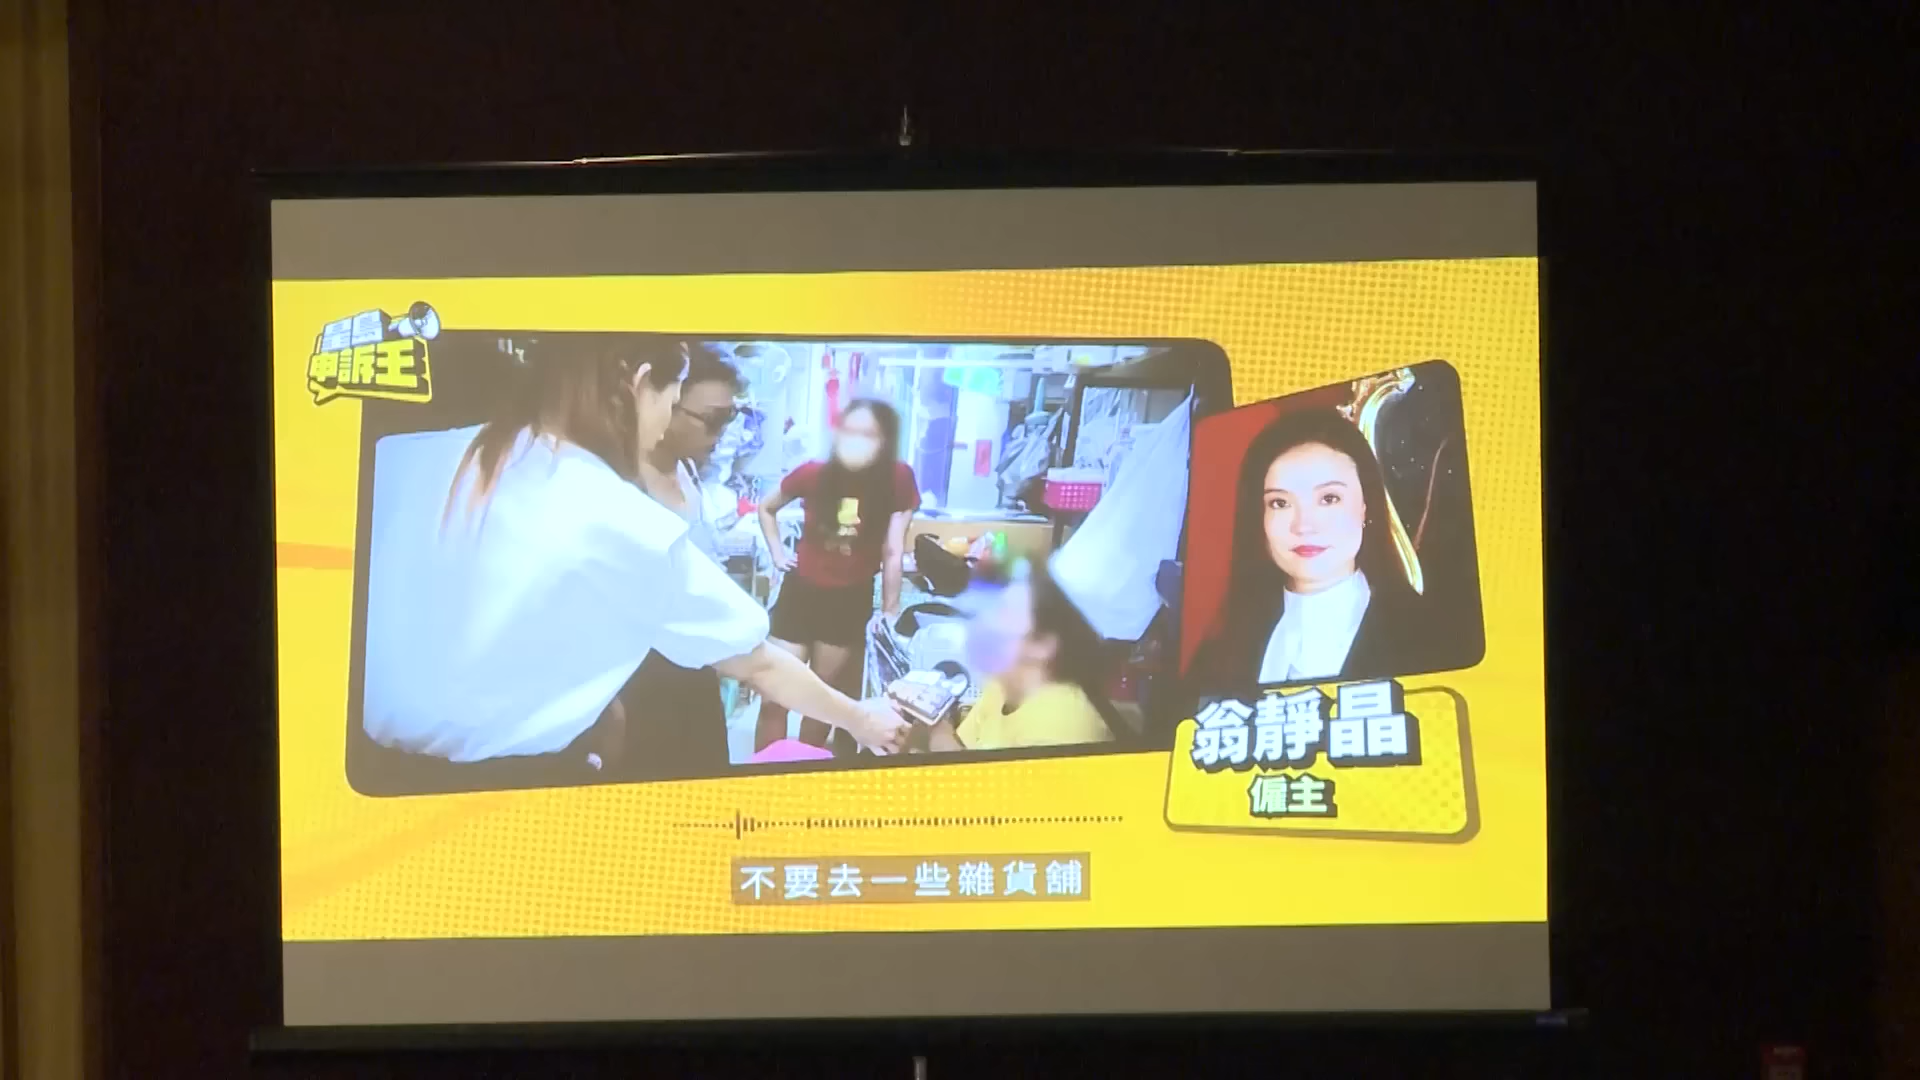 星島
申訴王
翁靜晶
僱主
不要去一些雜貨舖